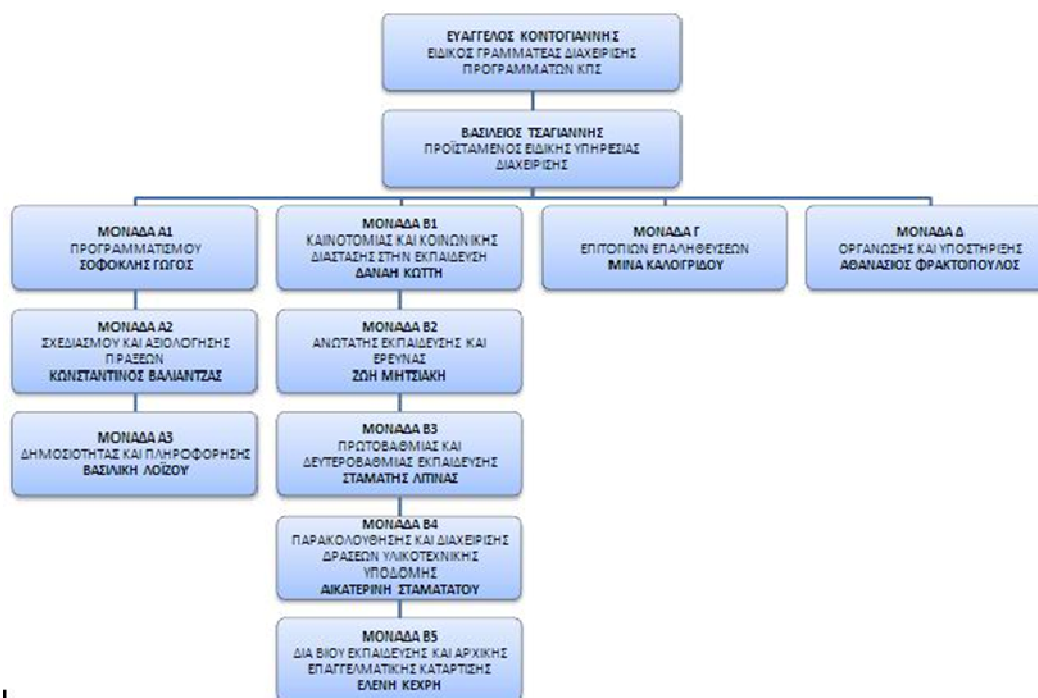 ΕΥΑΓΓΕΛΟΣ ΚΟΝΤΟΓΙΑΝΝΗΣ
ΕΙΔΙΚΟΣ ΓΡΑΜΜΑΤΕΑΣ ΔΙΑΧΕΙΡΙΣΗΣ
ΠΡΟΓΡΑΜΜΑΤΩΝ ΚΠΣ
ΒΑΣΙΛΕΙΟΣ ΤΣΑΓΙΑΝΝΗΣ
ΠΡΟΪΣΤΑΜΕΝΟΣ ΕΙΔΙΚΗΣ ΥΠΗΡΕΣΙΑΣ
ΔΙΑΧΕΙΡΙΣΗΣ
ΜΟΝΑΔΑ Α1
ΠΡΟΓΡΑΜΜΑΤΙΣΜΟΥ
ΣΟΦΟΚΛΗΣ ΓΩΓΟΣ
ΜΟΝΑΔΑ Α2
ΣΧΕΔΙΑΣΜΟΥ ΚΑΙ ΑΞΙΟΛΟΓΗΣΗΣ
ΠΡΑΞΕΩΝ
ΚΩΝΣΤΑΝΤΙΝΟΣ ΒΑΛΙΑΝΤΖΑΣ
ΜΟΝΑΔΑ Α3
ΔΗΜΟΣΙΟΤΗΤΑΣ ΚΑΙ ΠΛΗΡΟΦΟΡΗΣΗΣ
ΒΑΣΙΛΙΚΗ ΛΟΪΖΟΥ
ΜΟΝΑΔΑ Β1
ΚΑΙΝΟΤΟΜΙΑΣ ΚΑΙ ΚΟΙΝΩΝΙΚΗΣ
ΔΙΑΣΤΑΣΗΣ ΣΤΗΝ ΕΚΠΑΙΔΕΥΣΗ
ΔΑΝΑΗ ΚΩΤΤΗ
ΜΟΝΑΔΑ Β2
ΑΝΩΤΑΤΗΣ ΕΚΠΑΙΔΕΥΣΗΣ ΚΑΙ
ΕΡΕΥΝΑΣ
ΖΩΗ ΜΗΤΣΙΑΚΗ
ΜΟΝΑΔΑ Β3
ΠΡΩΤΟΒΑΘΜΙΑΣ ΚΑΙ
ΔΕΥΤΕΡΟΒΑΘΜΙΑΣ ΕΚΠΑΙΔΕΥΣΗΣ
ΣΤΑΜΑΤΗΣ ΛΙΤΙΝΑΣ
ΜΟΝΑΔΑ Β4
ΠΑΡΑΚΟΛΟΥΘΗΣΗΣ ΚΑΙ ΔΙΑΧΕΙΡΙΣΗΣ
ΔΡΑΣΕΩΝ ΥΛΙΚΟΤΕΧΝΙΚΗΣ
ΥΠΟΔΟΜΗΣ
ΑΙΚΑΤΕΡΙΝΗ ΣΤΑΜΑΤΑΤΟΥ
ΜΟΝΑΔΑ Β5
ΔΙΑ ΒΙΟΥ ΕΚΠΑΙΔΕΥΣΗΣ ΚΑΙ ΑΡΧΙΚΗΣ
ΕΠΑΓΓΕΛΜΑΤΙΚΗΣ ΚΑΤΑΡΤΙΣΗΣ
ΕΛΕΝΗ ΚΕΧΡΗ
ΜΟΝΑΔΑ Γ
ΕΠΙΤΟΠΙΩΝ ΕΠΑΛΗΘΕΥΣΕΩΝ
ΜΙΝΑ ΚΑΛΟΓΡΙΔΟΥ
ΜΟΝΑΔΑ Δ
ΟΡΓΑΝΩΣΗΣ ΚΑΙ ΥΠΟΣΤΗΡΙΞΗΣ
ΑΘΑΝΑΣΙΟΣ ΦΡΑΚΤΟΠΟΥΛΟΣ